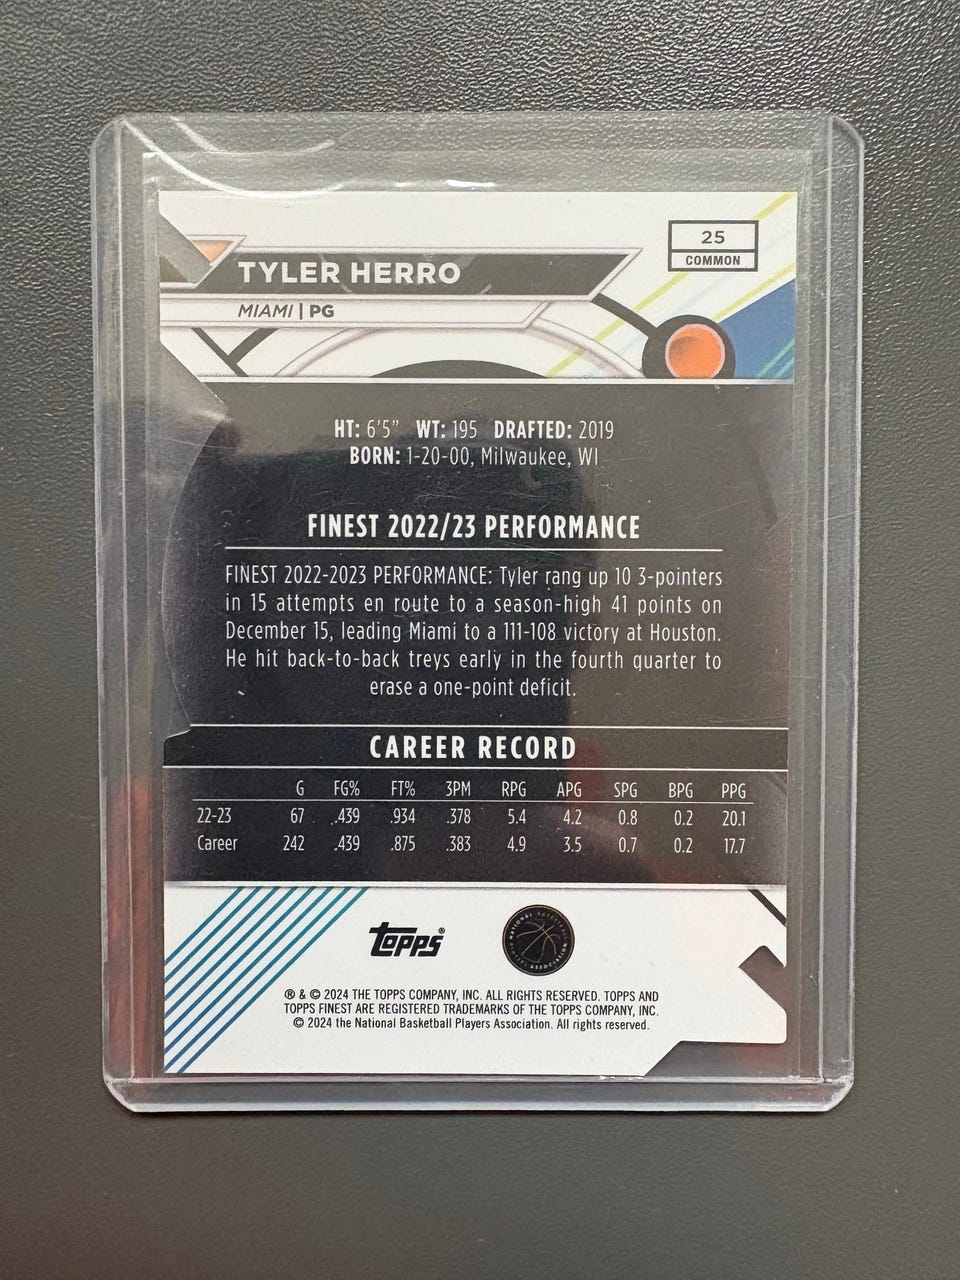 25
COMMON
TYLER HERRO
MIAMI | PG
HT: 6'5" WT: 195 DRAFTED: 2019
BORN: 1-20-00, Milwaukee, WI
FINEST 2022/23 PERFORMANCE
FINEST 2022-2023 PERFORMANCE: Tyler rang up 10 3-pointers
in 15 attempts en route to a season-high 41 points on
December 15, leading Miami to a 111-108 victory at Houston.
He hit back-to-back treys early in the fourth quarter to
erase a one-point deficit.
CAREER RECORD
G FG% FT% 3PM RPG APG SPG BPG PPG
22-23 67 .439 .934 .378 5.4 4.2 0.8 0.2 20.1
Career 242 .439 .875 .383 4.9 3.5 0.7 0.2 17.7
Topps®
NATIONAL BASKETBALL PLAYERS ASSOCIATION
® & © 2024 THE TOPPS COMPANY, INC. ALL RIGHTS RESERVED. TOPPS AND
TOPPS FINEST ARE REGISTERED TRADEMARKS OF THE TOPPS COMPANY, INC.
© 2024 the National Basketball Players Association. All rights reserved.